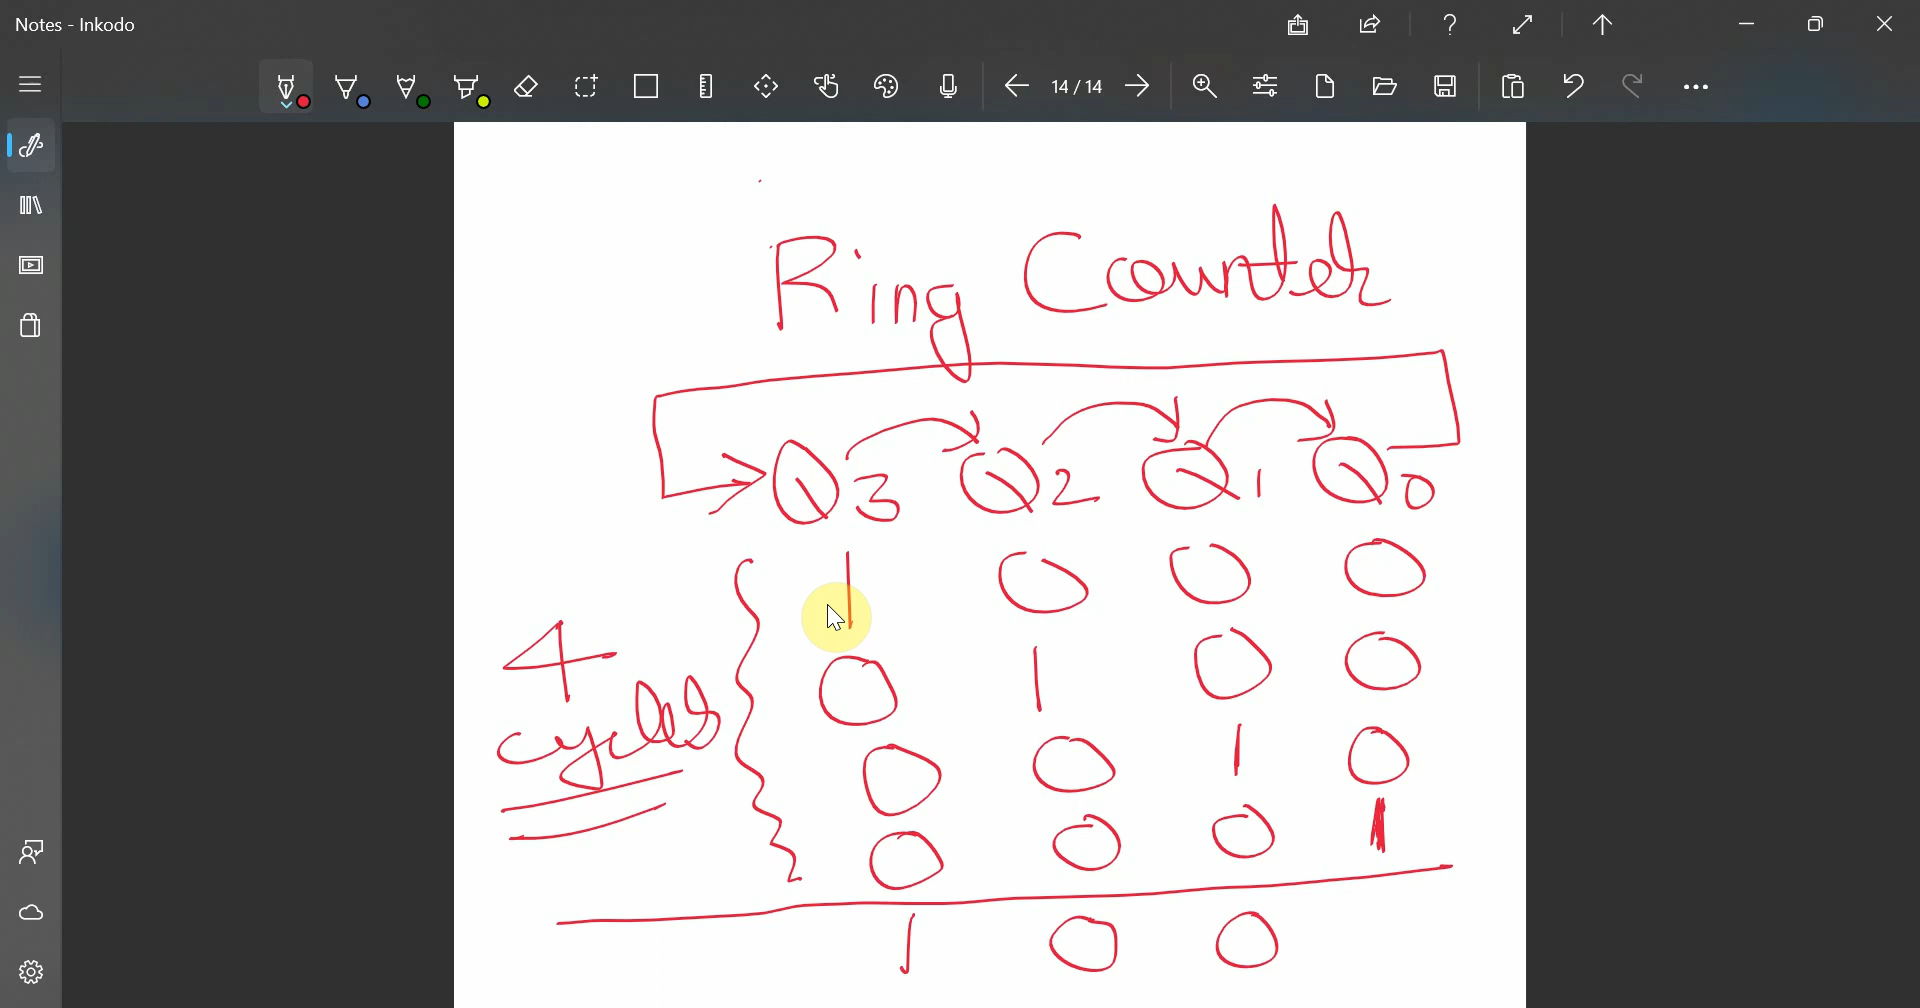 Notes - Inkodo
14 / 14
Ring Counter
Q3 Q2 Q1 Q0
1 0 0 0
0 1 0 0
0 0 1 0
0 0 0 1
4
cycles
1 0 0